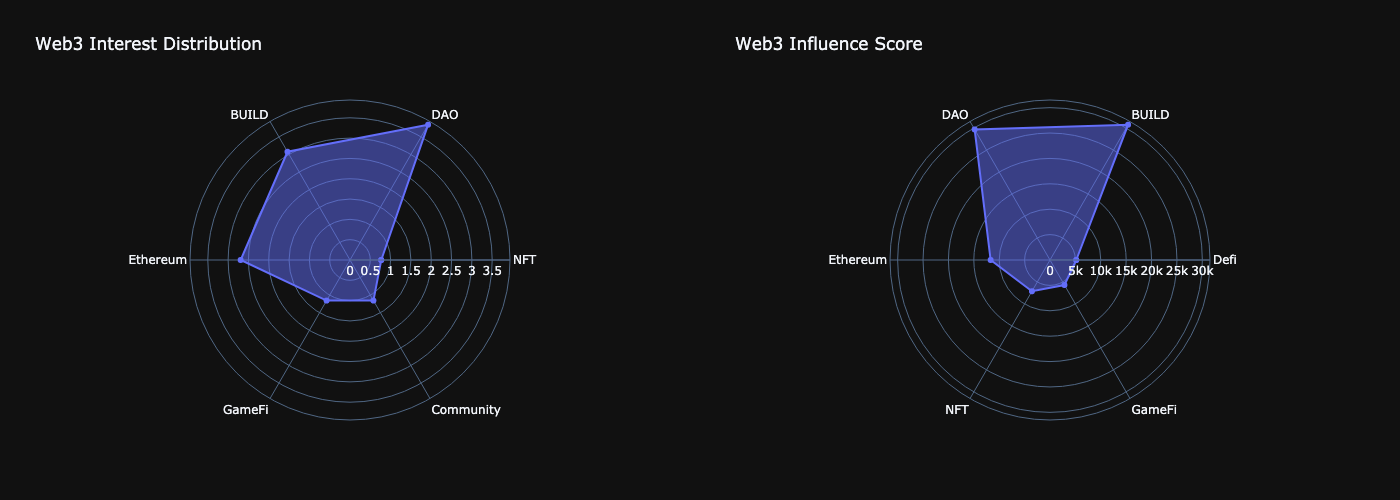 Web3 Interest Distribution
BUILD
DAO
Ethereum
NFT
0 0.5 1 1.5 2 2.5 3 3.5
GameFi
Community
Web3 Influence Score
DAO
BUILD
Ethereum
Defi
0 5k 10k 15k 20k 25k 30k
NFT
GameFi